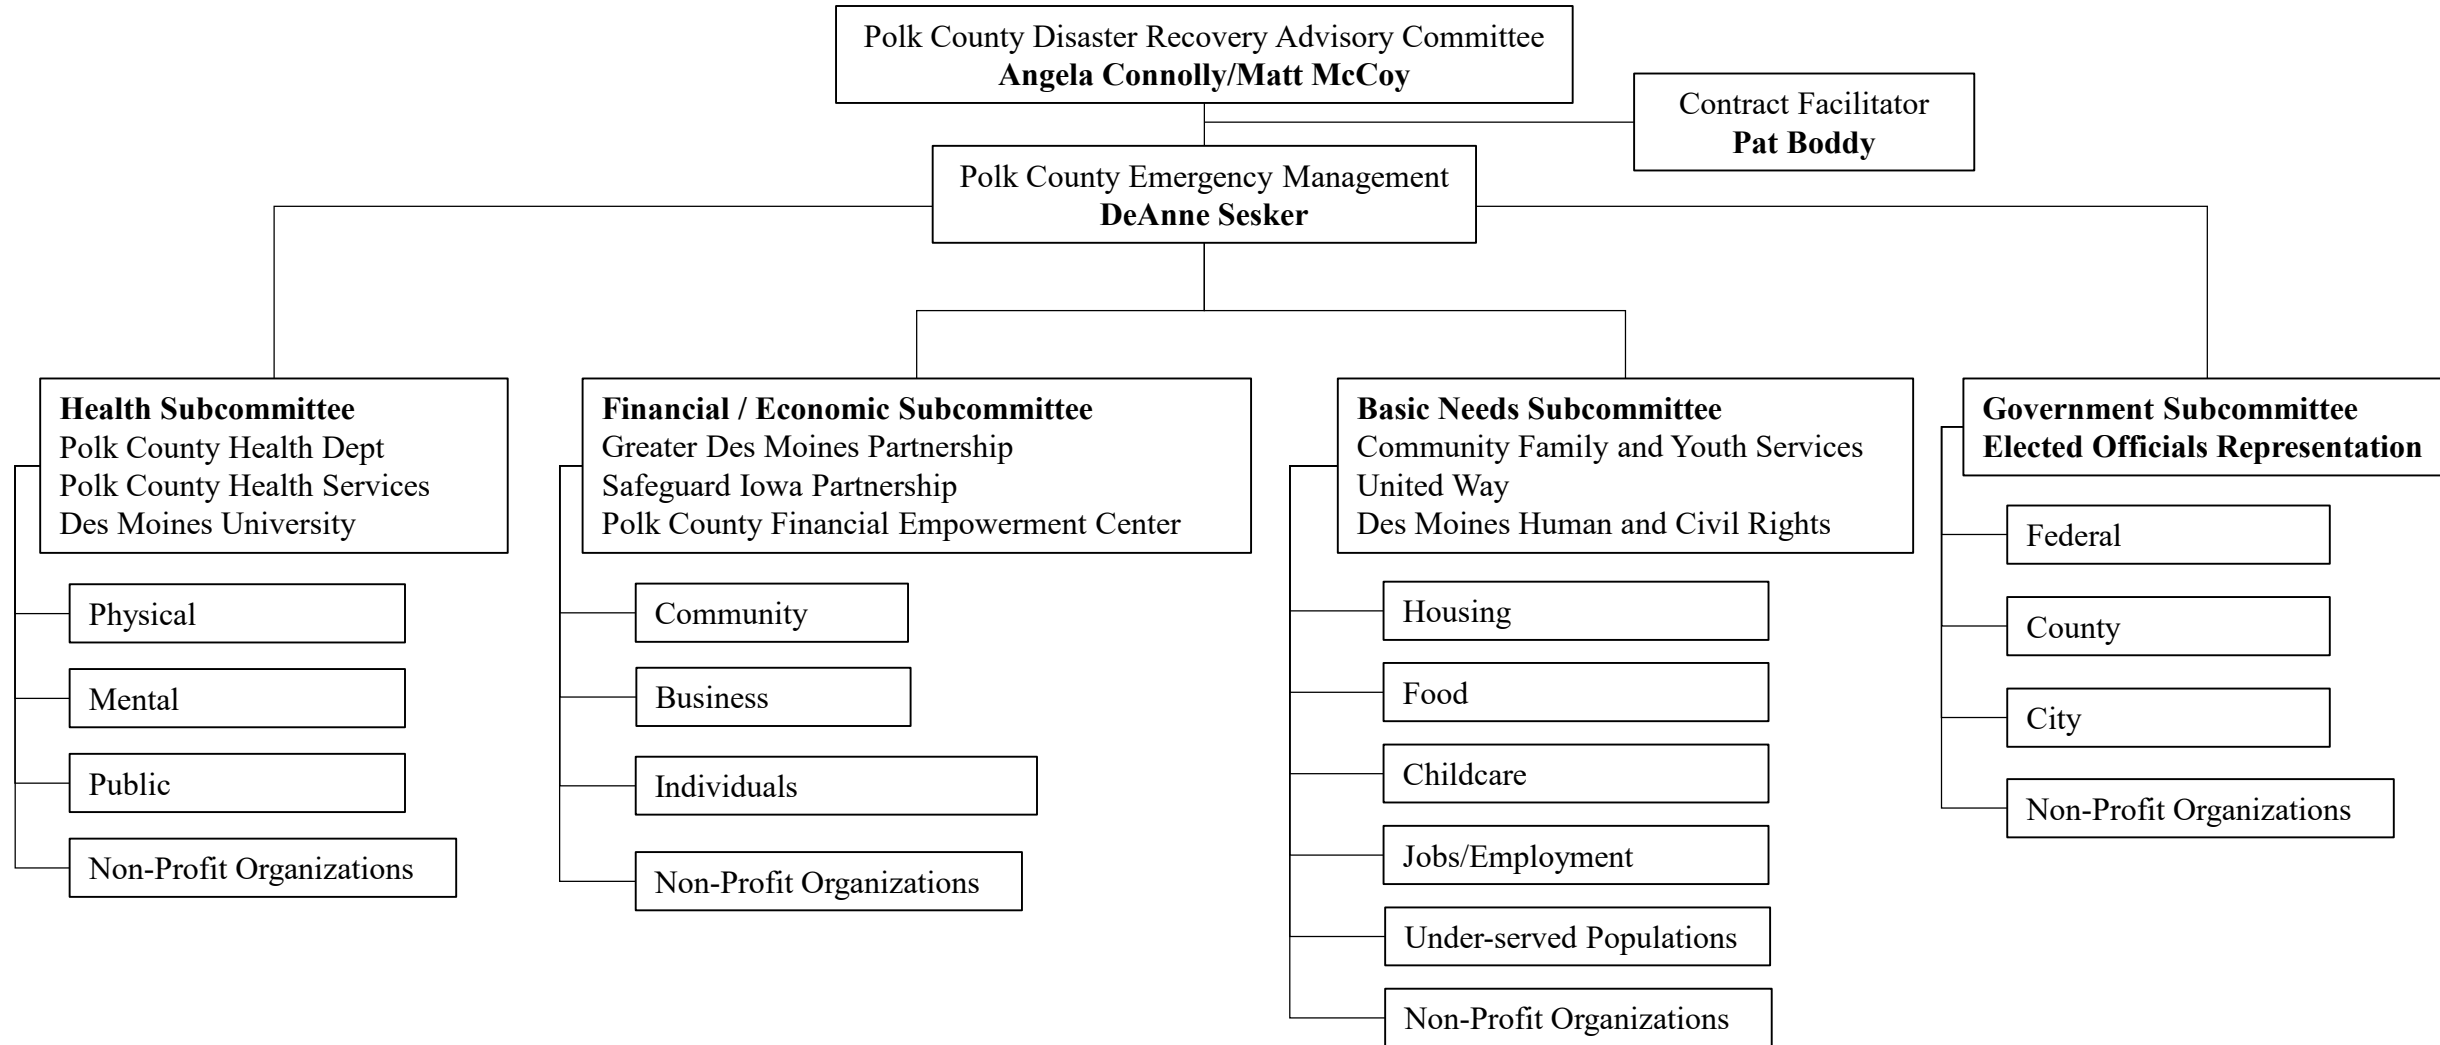 Polk County Disaster Recovery Advisory Committee
Angela Connolly/Matt McCoy
Contract Facilitator
Pat Boddy
Polk County Emergency Management
DeAnne Sesker
Health Subcommittee
Polk County Health Dept
Polk County Health Services
Des Moines University
Physical
Mental
Public
Non-Profit Organizations
Financial / Economic Subcommittee
Greater Des Moines Partnership
Safeguard Iowa Partnership
Polk County Financial Empowerment Center
Community
Business
Individuals
Non-Profit Organizations
Basic Needs Subcommittee
Community Family and Youth Services
United Way
Des Moines Human and Civil Rights
Housing
Food
Childcare
Jobs/Employment
Under-served Populations
Non-Profit Organizations
Government Subcommittee
Elected Officials Representation
Federal
County
City
Non-Profit Organizations